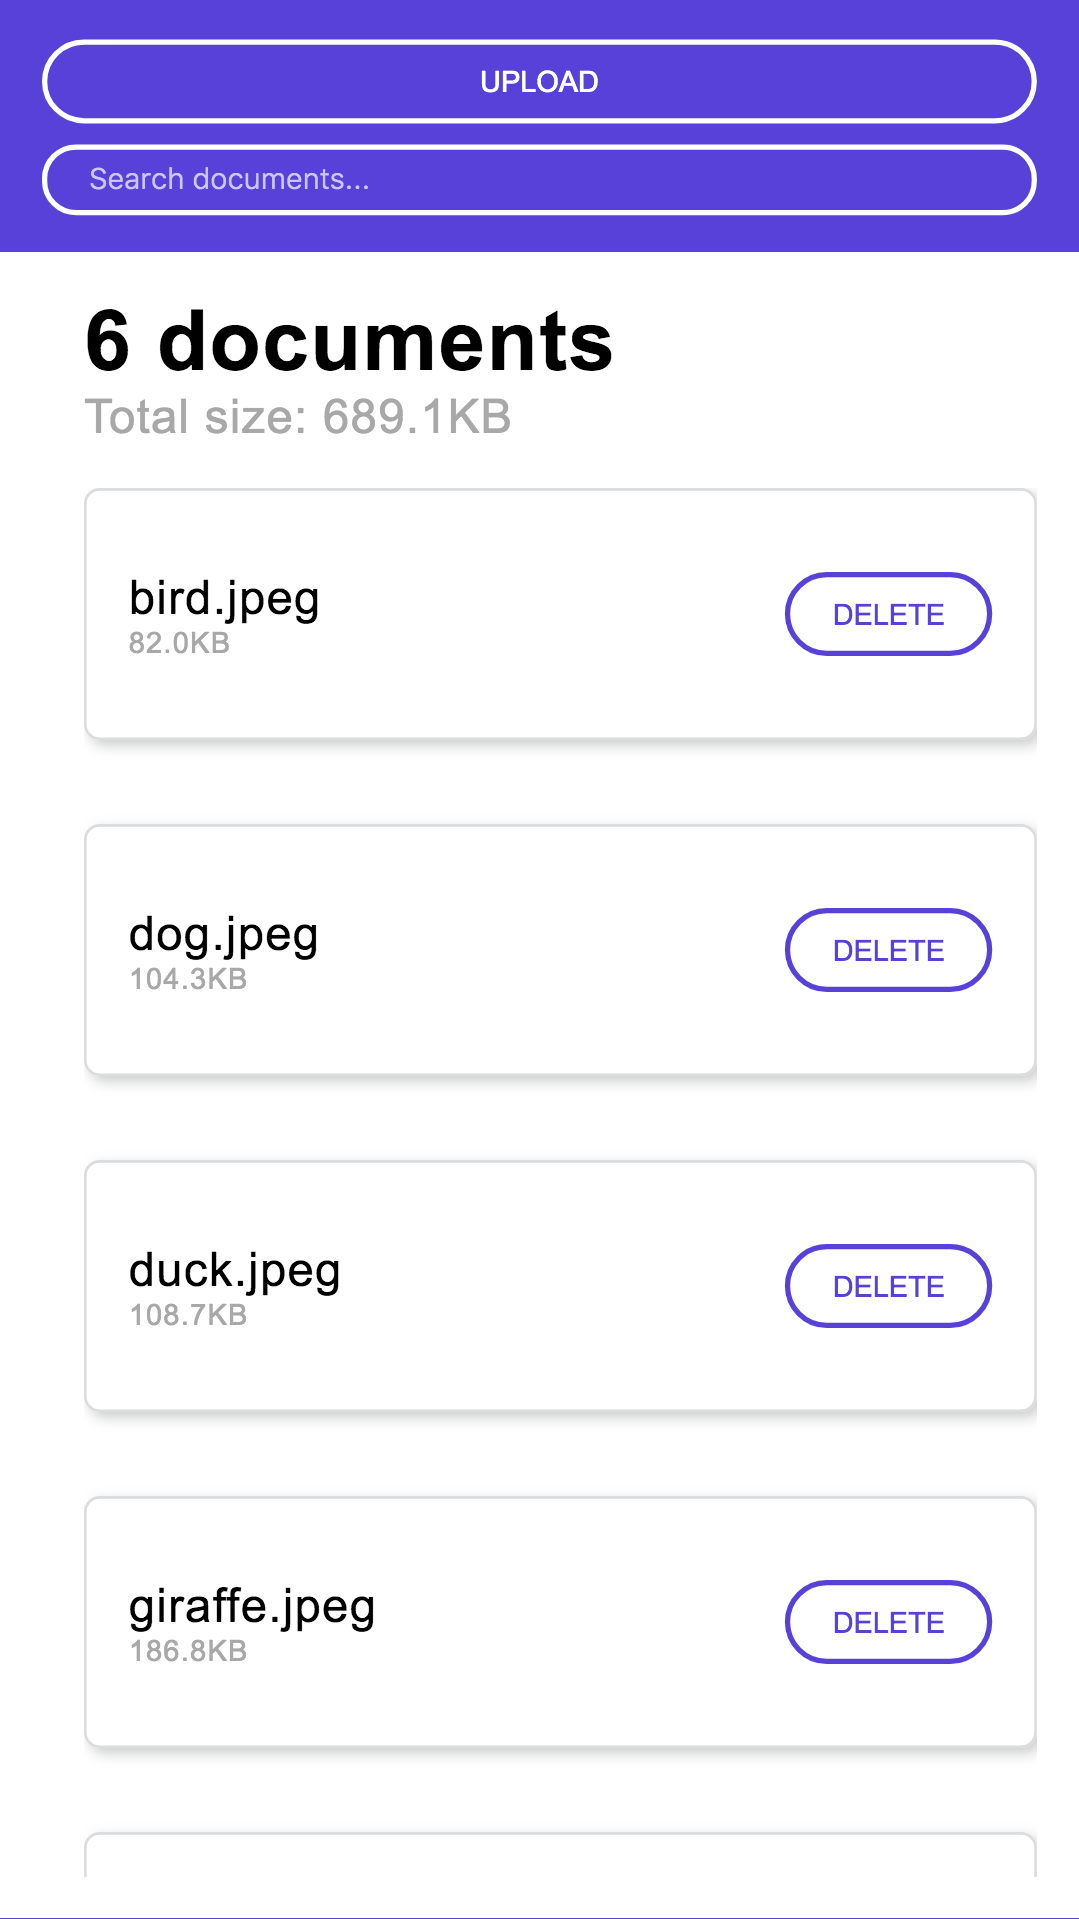 UPLOAD
Search documents...
6 documents
Total size: 689.1KB
bird.jpeg
82.0KB
DELETE
dog.jpeg
104.3KB
DELETE
duck.jpeg
108.7KB
DELETE
giraffe.jpeg
186.8KB
DELETE